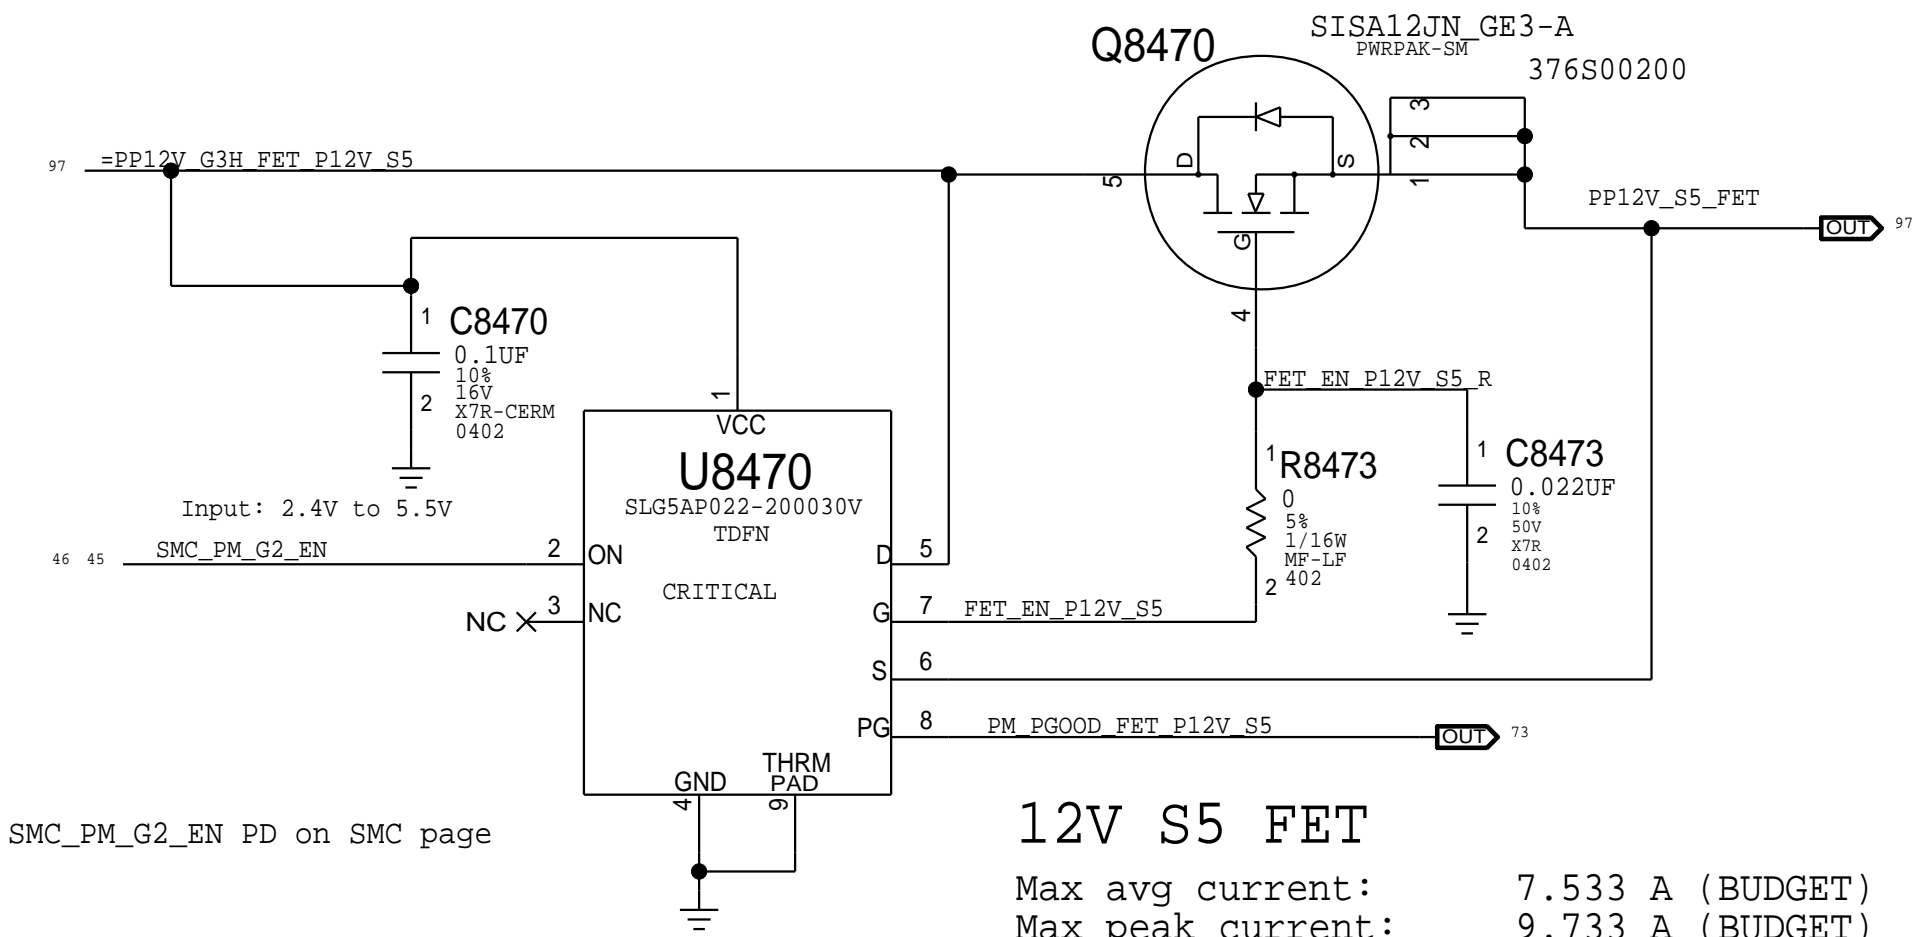 Q8470
SISA12JN_GE3-A
PWRPAK-SM
376S00200
97 =PP12V_G3H_FET_P12V_S5
5 D S 3 2 1
G
4
PP12V_S5_FET
OUT 97
1 C8470
0.1UF
10%
16V
2 X7R-CERM
0402
FET_EN_P12V_S5_R
1
VCC
U8470
SLG5AP022-200030V
TDFN
CRITICAL
1 R8473
0
5%
1/16W
MF-LF
2 402
1 C8473
0.022UF
10%
50V
2 X7R
0402
Input: 2.4V to 5.5V
46 45 SMC_PM_G2_EN 2 ON
D 5
NC 3 NC
G 7 FET_EN_P12V_S5
S 6
PG 8 PM_PGOOD_FET_P12V_S5 OUT 73
GND THRM PAD
4 9
SMC_PM_G2_EN PD on SMC page
12V S5 FET
Max avg current: 7.533 A (BUDGET)
Max peak current: 9.733 A (BUDGET)